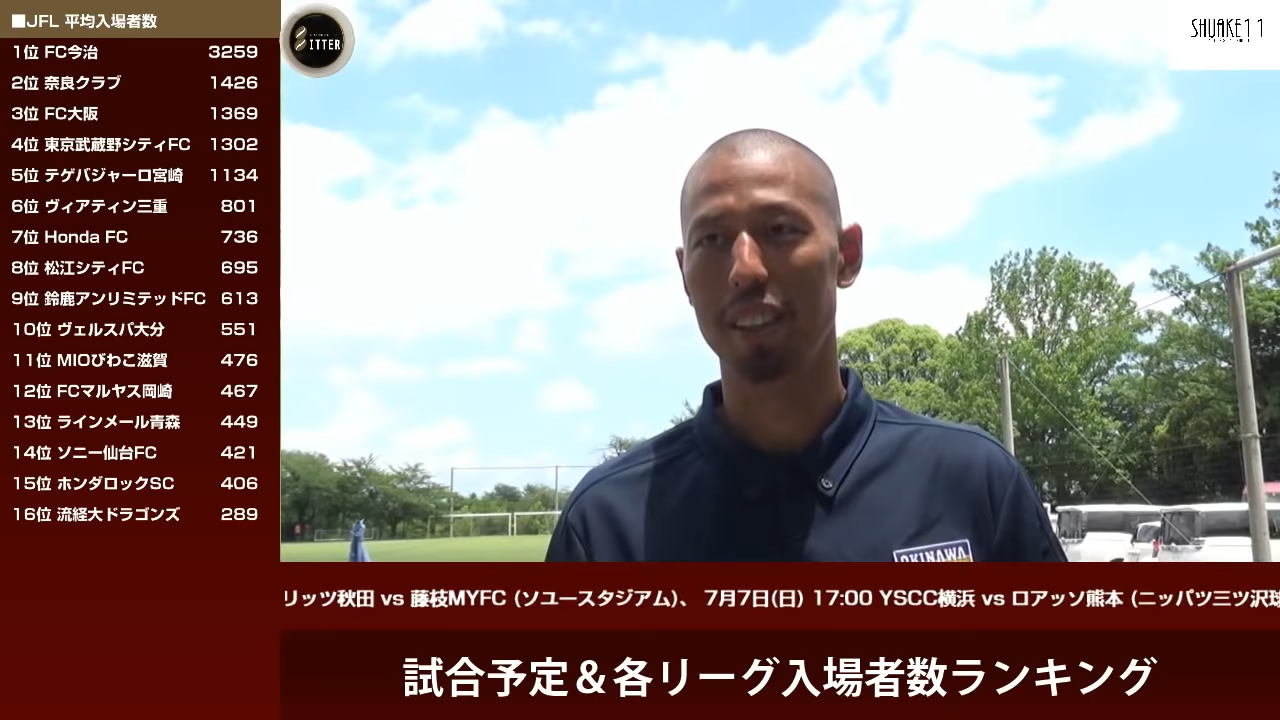 ■JFL 平均入場者数
1位 FC今治 3259
2位 奈良クラブ 1426
3位 FC大阪 1369
4位 東京武蔵野シティFC 1302
5位 テゲバジャーロ宮崎 1134
6位 ヴィアティン三重 801
7位 Honda FC 736
8位 松江シティFC 695
9位 鈴鹿アンリミテッドFC 613
10位 ヴェルスパ大分 551
11位 MIOびわこ滋賀 476
12位 FCマルヤス岡崎 467
13位 ラインメール青森 449
14位 ソニー仙台FC 421
15位 ホンダロックSC 406
16位 流経大ドラゴンズ 289
ITTER
SHUAKE11
OKINAWA
リッツ秋田 vs 藤枝MYFC (ソユースタジアム)、 7月7日(日) 17:00 YSCC横浜 vs ロアッソ熊本 (ニッパツ三ツ沢球
試合予定＆各リーグ入場者数ランキング